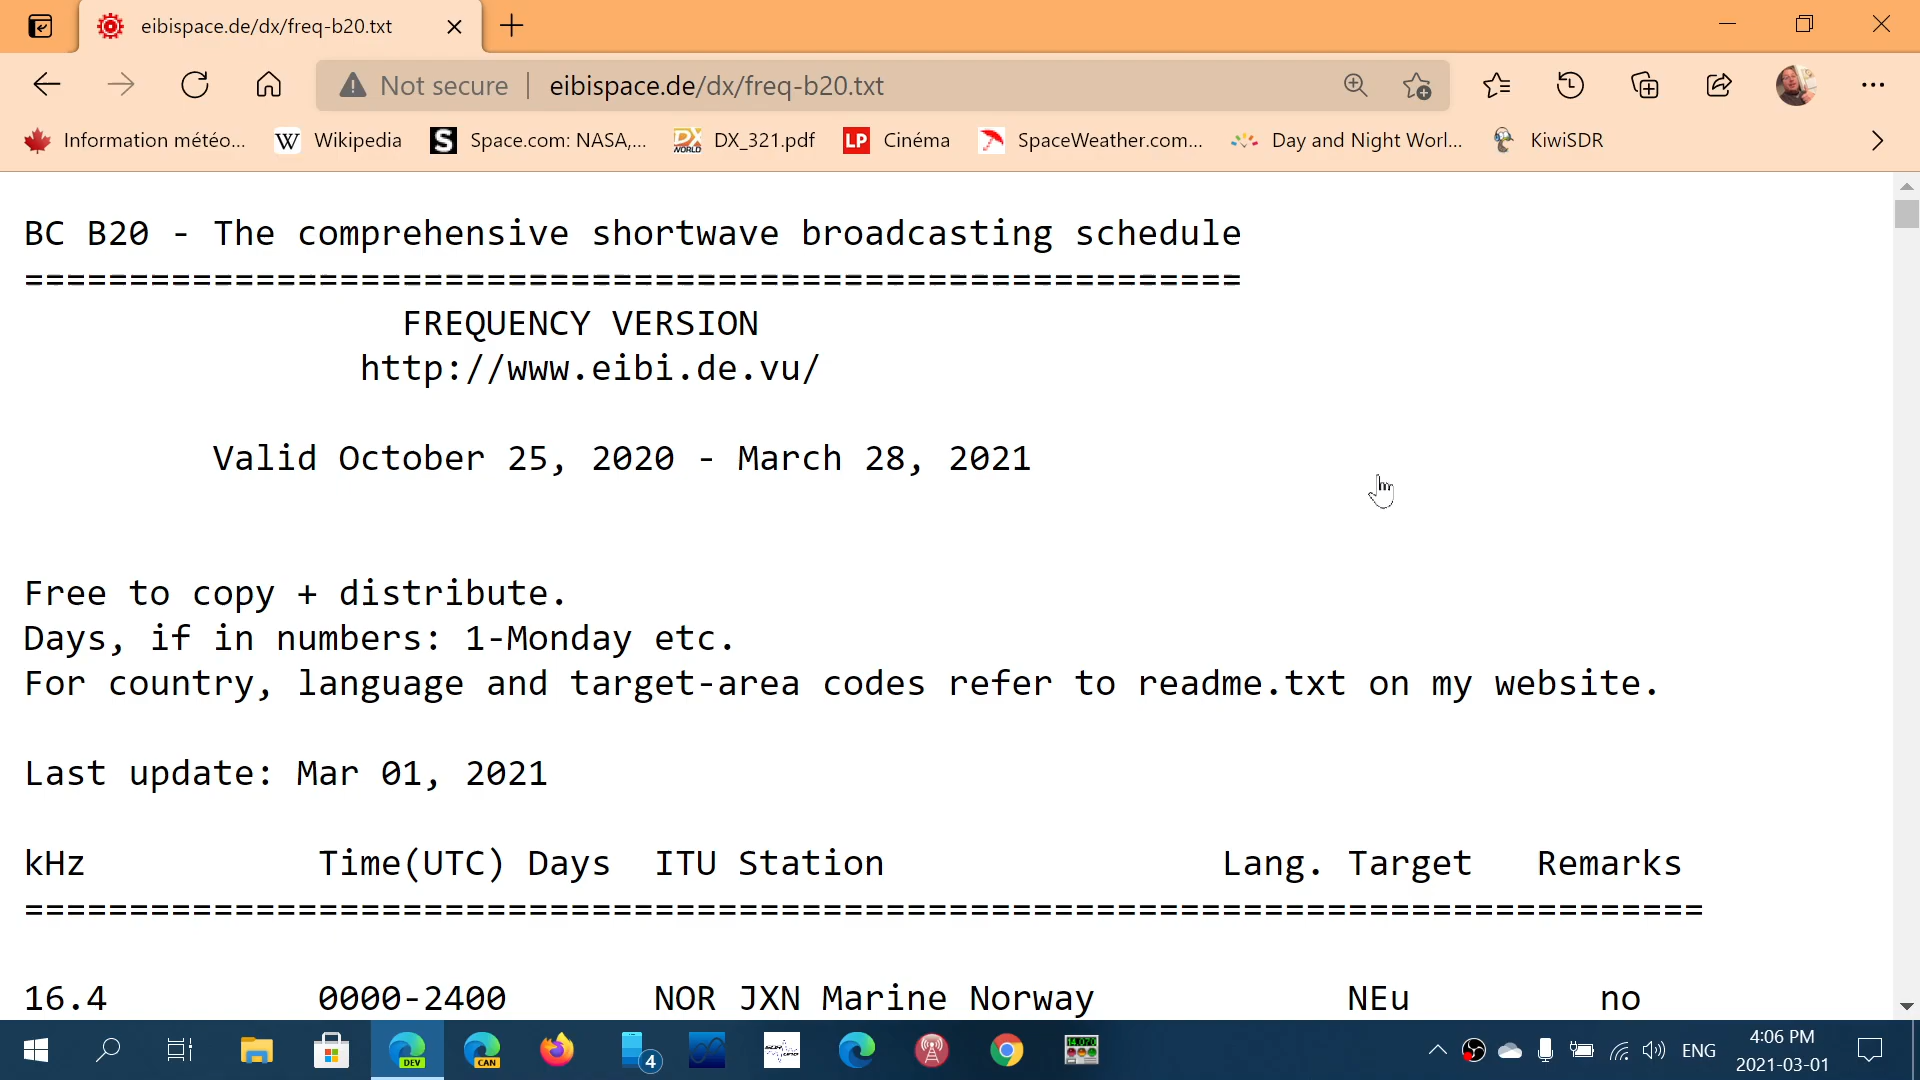 eibispace.de/dx/freq-b20.txt
Not secure eibispace.de/dx/freq-b20.txt
Information météo... Wikipedia Space.com: NASA,... DX_321.pdf Cinéma SpaceWeather.com... Day and Night Worl... KiwiSDR
BC B20 - The comprehensive shortwave broadcasting schedule
==========================================================
FREQUENCY VERSION
http://www.eibi.de.vu/
Valid October 25, 2020 - March 28, 2021
Free to copy + distribute.
Days, if in numbers: 1-Monday etc.
For country, language and target-area codes refer to readme.txt on my website.
Last update: Mar 01, 2021
kHz Time(UTC) Days ITU Station Lang. Target Remarks
================================================================================
16.4 0000-2400 NOR JXN Marine Norway NEu no
DEV CAN 4 14.070 ENG 4:06 PM
2021-03-01